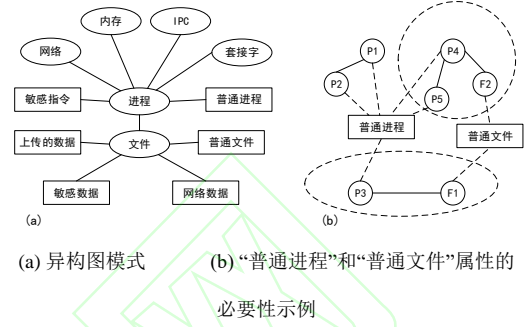 内存
IPC
网络
套接字
敏感指令
进程
普通进程
上传的数据
文件
普通文件
敏感数据
网络数据
(a)
P1
P4
P2
F2
P5
普通进程
普通文件
P3
F1
(b)
(a) 异构图模式
(b) “普通进程”和“普通文件”属性的
必要性示例